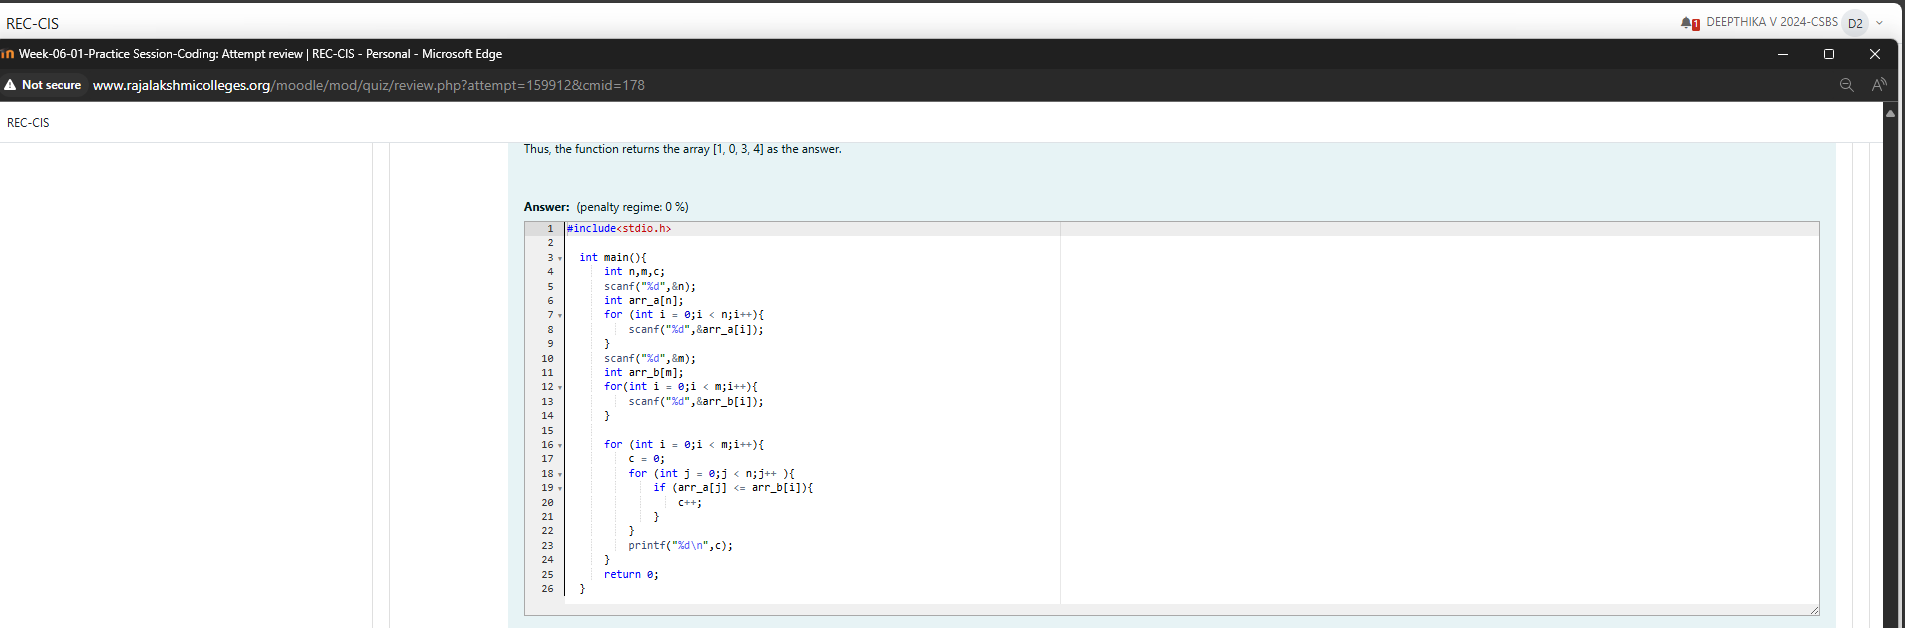 REC-CIS
1 DEEPTHIKA V 2024-CSBS D2
Week-06-01-Practice Session-Coding: Attempt review | REC-CIS - Personal - Microsoft Edge
Not secure www.rajalakshmicolleges.org/moodle/mod/quiz/review.php?attempt=159912&cmid=178
REC-CIS
Thus, the function returns the array [1, 0, 3, 4] as the answer.
Answer: (penalty regime: 0 %)
1 #include<stdio.h>
2
3 int main(){
4 int n,m,c;
5 scanf("%d",&n);
6 int arr_a[n];
7 for (int i = 0;i < n;i++){
8 scanf("%d",&arr_a[i]);
9 }
10 scanf("%d",&m);
11 int arr_b[m];
12 for(int i = 0;i < m;i++){
13 scanf("%d",&arr_b[i]);
14 }
15
16 for (int i = 0;i < m;i++){
17 c = 0;
18 for (int j = 0;j < n;j++ ){
19 if (arr_a[j] <= arr_b[i]){
20 c++;
21 }
22 }
23 printf("%d\n",c);
24 }
25 return 0;
26 }